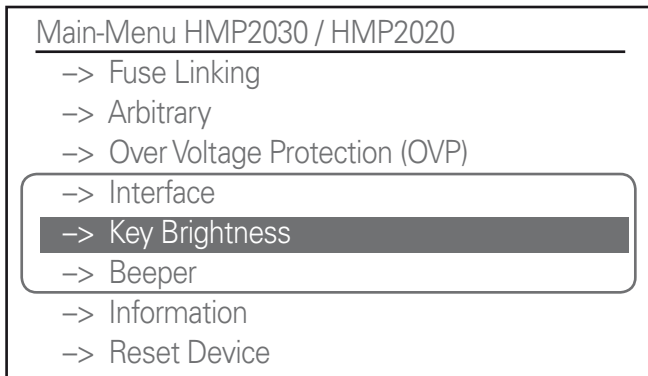 Main-Menu HMP2030 / HMP2020
–> Fuse Linking
–> Arbitrary
–> Over Voltage Protection (OVP)
–> Interface
–> Key Brightness
–> Beeper
–> Information
–> Reset Device